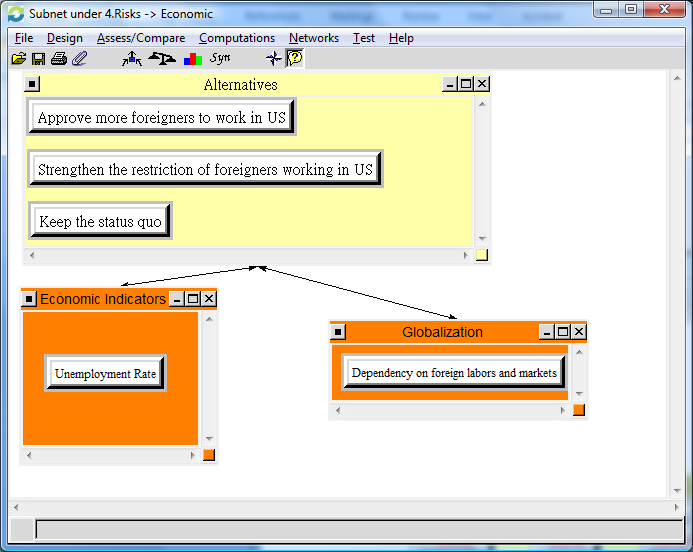 Subnet under 4.Risks -> Economic
File Design Assess/Compare Computations Networks Test Help
Syn
Alternatives
Approve more foreigners to work in US
Strengthen the restriction of foreigners working in US
Keep the status quo
Economic Indicators
Unemployment Rate
Globalization
Dependency on foreign labors and markets